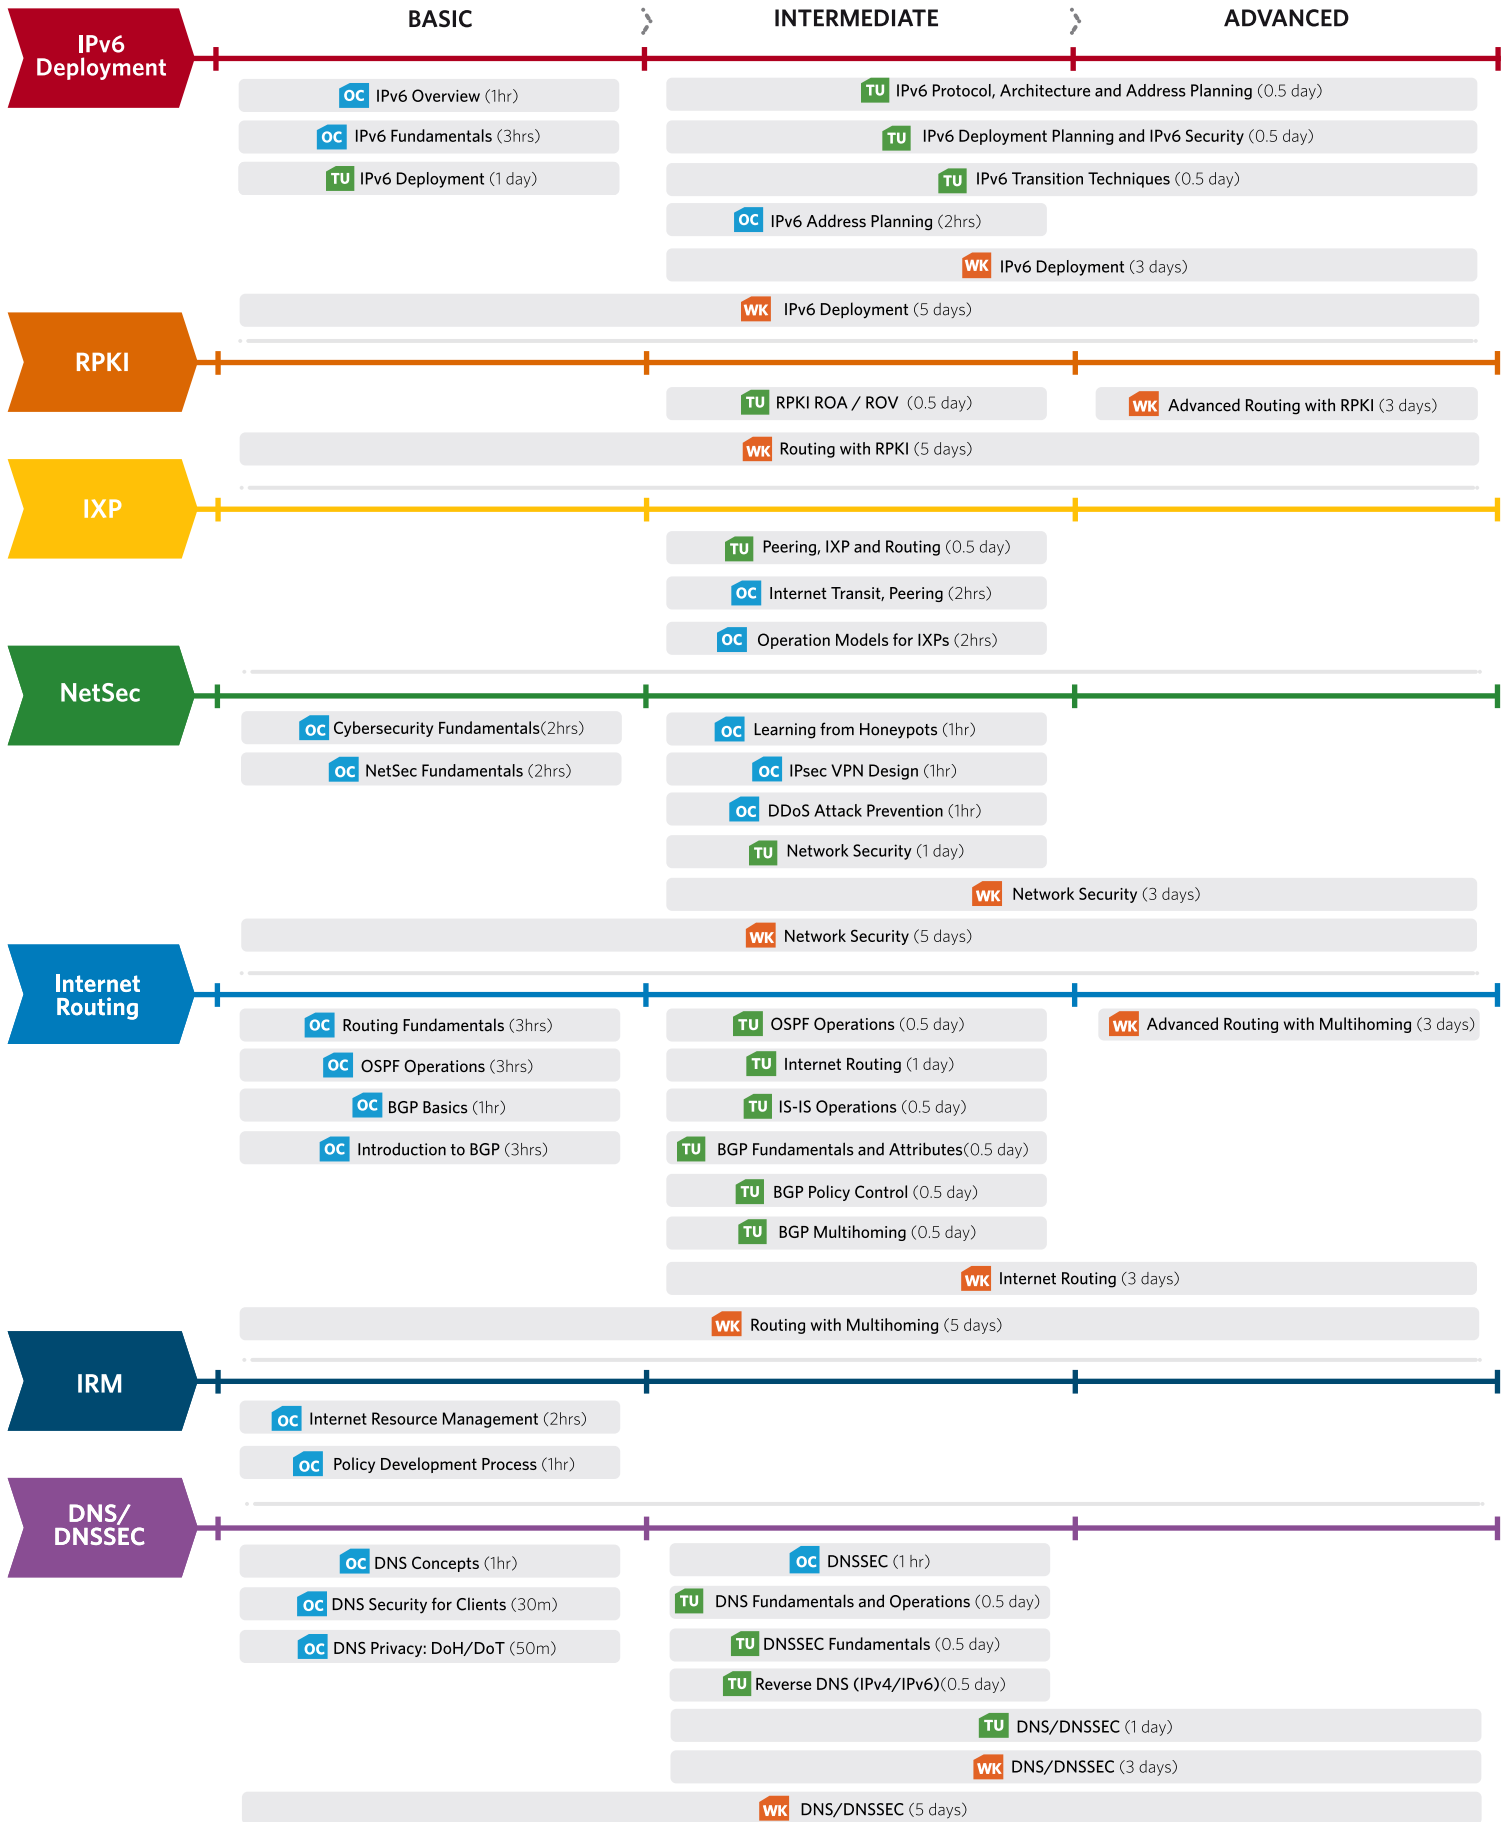 BASIC
INTERMEDIATE
ADVANCED
IPv6
Deployment
OC IPv6 Overview (1hr)
TU IPv6 Protocol, Architecture and Address Planning (0.5 day)
OC IPv6 Fundamentals (3hrs)
TU IPv6 Deployment Planning and IPv6 Security (0.5 day)
TU IPv6 Deployment (1 day)
TU IPv6 Transition Techniques (0.5 day)
OC IPv6 Address Planning (2hrs)
WK IPv6 Deployment (3 days)
WK IPv6 Deployment (5 days)
RPKI
TU RPKI ROA / ROV (0.5 day)
WK Advanced Routing with RPKI (3 days)
WK Routing with RPKI (5 days)
IXP
TU Peering, IXP and Routing (0.5 day)
OC Internet Transit, Peering (2hrs)
OC Operation Models for IXPs (2hrs)
NetSec
OC Cybersecurity Fundamentals(2hrs)
OC Learning from Honeypots (1hr)
OC NetSec Fundamentals (2hrs)
OC IPsec VPN Design (1hr)
OC DDoS Attack Prevention (1hr)
TU Network Security (1 day)
WK Network Security (3 days)
WK Network Security (5 days)
Internet
Routing
OC Routing Fundamentals (3hrs)
TU OSPF Operations (0.5 day)
WK Advanced Routing with Multihoming (3 days)
OC OSPF Operations (3hrs)
TU Internet Routing (1 day)
OC BGP Basics (1hr)
TU IS-IS Operations (0.5 day)
OC Introduction to BGP (3hrs)
TU BGP Fundamentals and Attributes(0.5 day)
TU BGP Policy Control (0.5 day)
TU BGP Multihoming (0.5 day)
WK Internet Routing (3 days)
WK Routing with Multihoming (5 days)
IRM
OC Internet Resource Management (2hrs)
OC Policy Development Process (1hr)
DNS/
DNSSEC
OC DNS Concepts (1hr)
OC DNSSEC (1 hr)
OC DNS Security for Clients (30m)
TU DNS Fundamentals and Operations (0.5 day)
OC DNS Privacy: DoH/DoT (50m)
TU DNSSEC Fundamentals (0.5 day)
TU Reverse DNS (IPv4/IPv6)(0.5 day)
TU DNS/DNSSEC (1 day)
WK DNS/DNSSEC (3 days)
WK DNS/DNSSEC (5 days)